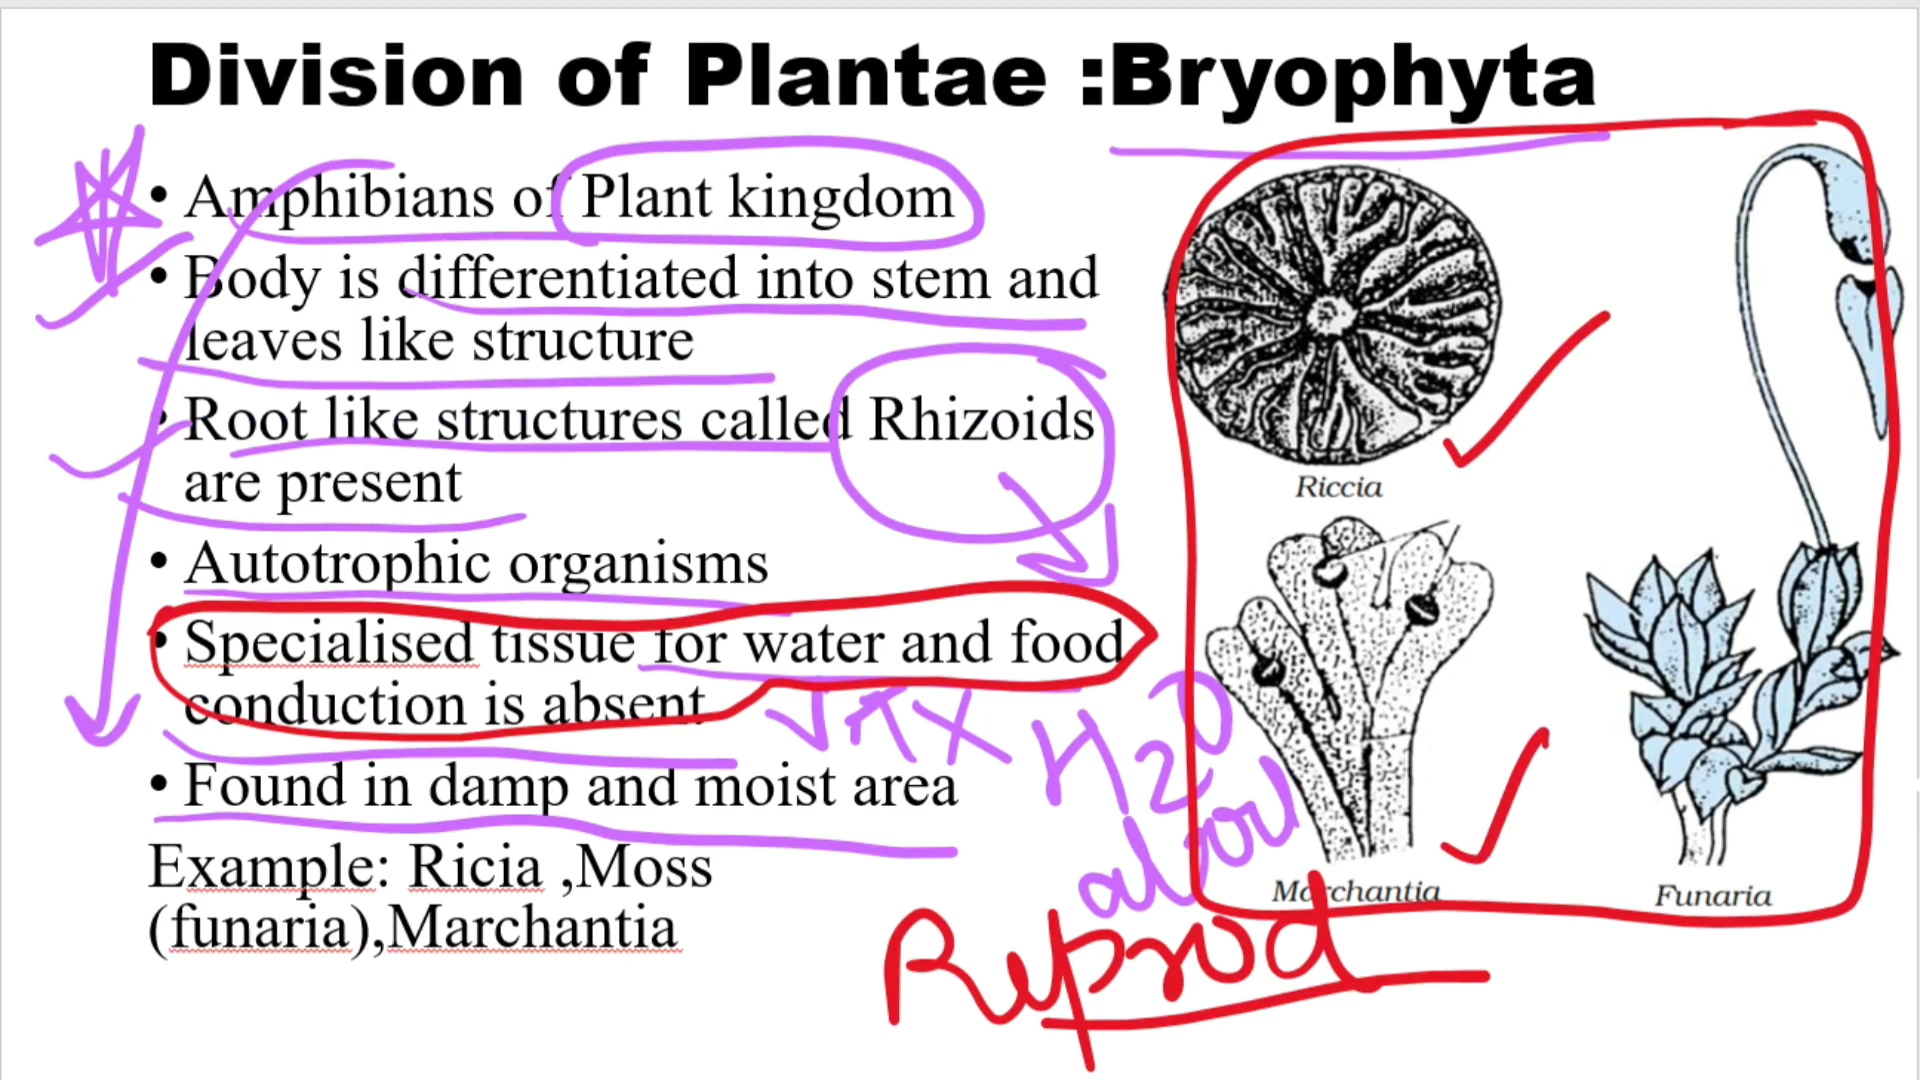 Division of Plantae :Bryophyta
• Amphibians of Plant kingdom
• Body is differentiated into stem and
leaves like structure
• Root like structures called Rhizoids
are present
• Autotrophic organisms
• Specialised tissue for water and food
conduction is absent
• Found in damp and moist area
Example: Ricia ,Moss
(funaria),Marchantia
Riccia
Marchantia
Funaria
H2O
Reprod